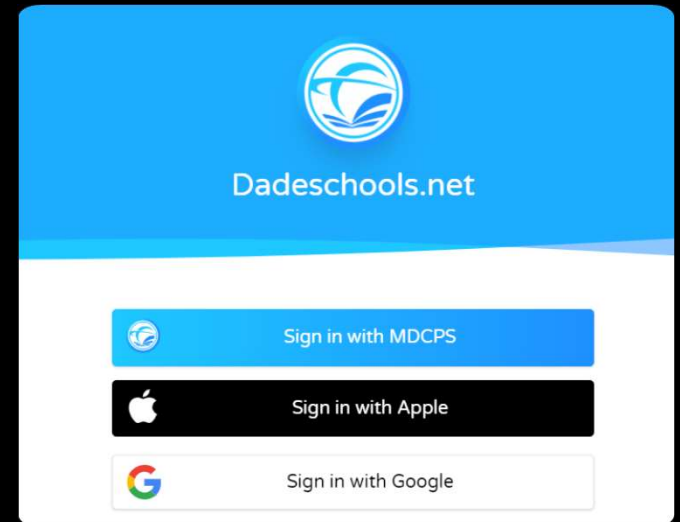 Dadeschools.net
Sign in with MDCPS
Sign in with Apple
Sign in with Google